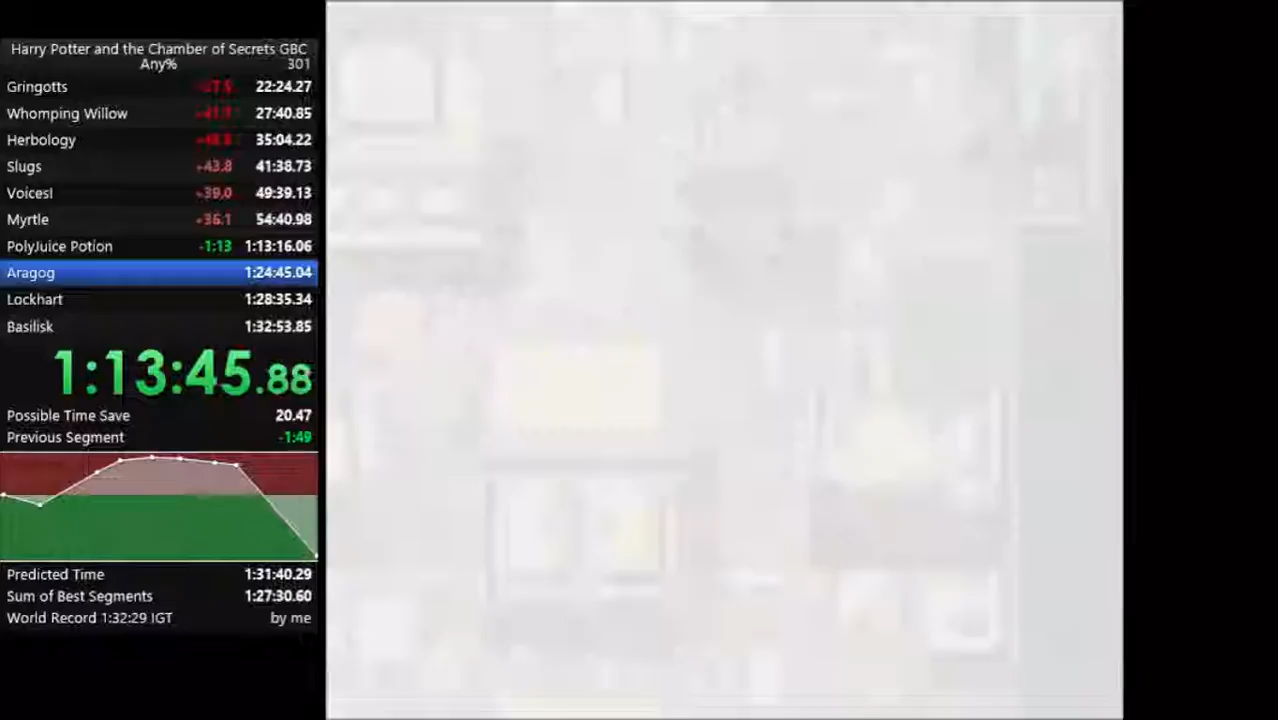 Harry Potter and the Chamber of Secrets GBC
Any% 301
Gringotts 22:24.27
Whomping Willow 27:40.85
Herbology 35:04.22
Slugs +43.8 41:38.73
Voices! +39.0 49:39.13
Myrtle +36.1 54:40.98
PolyJuice Potion -1:13 1:13:16.06
Aragog 1:24:45.04
Lockhart 1:28:35.34
Basilisk 1:32:53.85
1:13:45.88
Possible Time Save 20.47
Previous Segment -1:49
Predicted Time 1:31:40.29
Sum of Best Segments 1:27:30.60
World Record 1:32:29 IGT by me